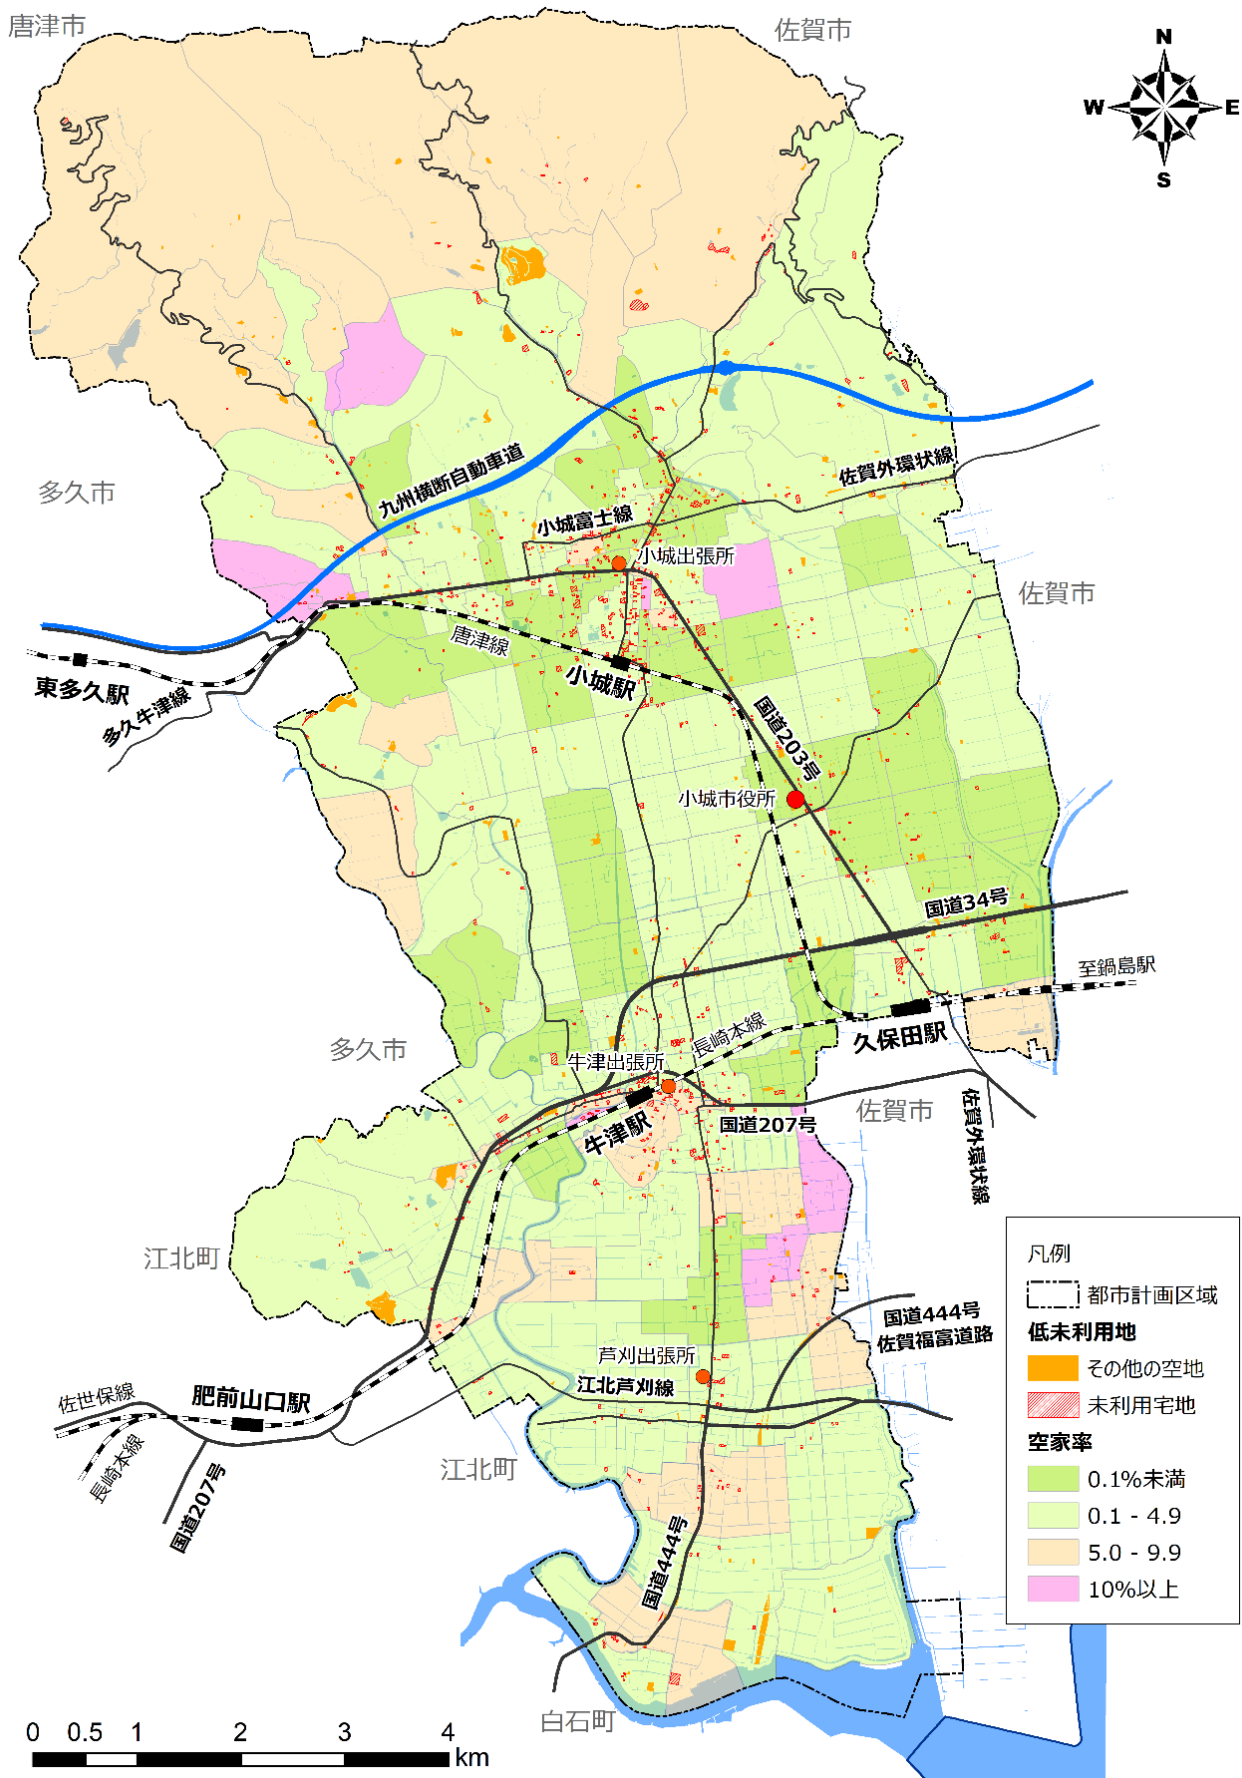 唐津市
佐賀市
N
W
E
S
九州横断自動車道
佐賀外環状線
多久市
小城富士線
小城出張所
佐賀市
唐津線
小城駅
東多久駅
多久牛津線
国道203号
小城市役所
国道34号
至鍋島駅
長崎本線
久保田駅
多久市
牛津出張所
牛津駅
国道207号
佐賀市
佐賀外環状線
江北町
国道444号
佐賀福富道路
芦刈出張所
江北芦刈線
佐世保線
肥前山口駅
長崎本線
江北町
国道207号
国道444号
白石町
凡例
都市計画区域
低未利用地
その他の空地
未利用宅地
空家率
0.1%未満
0.1 - 4.9
5.0 - 9.9
10%以上
0 0.5 1 2 3 4
km